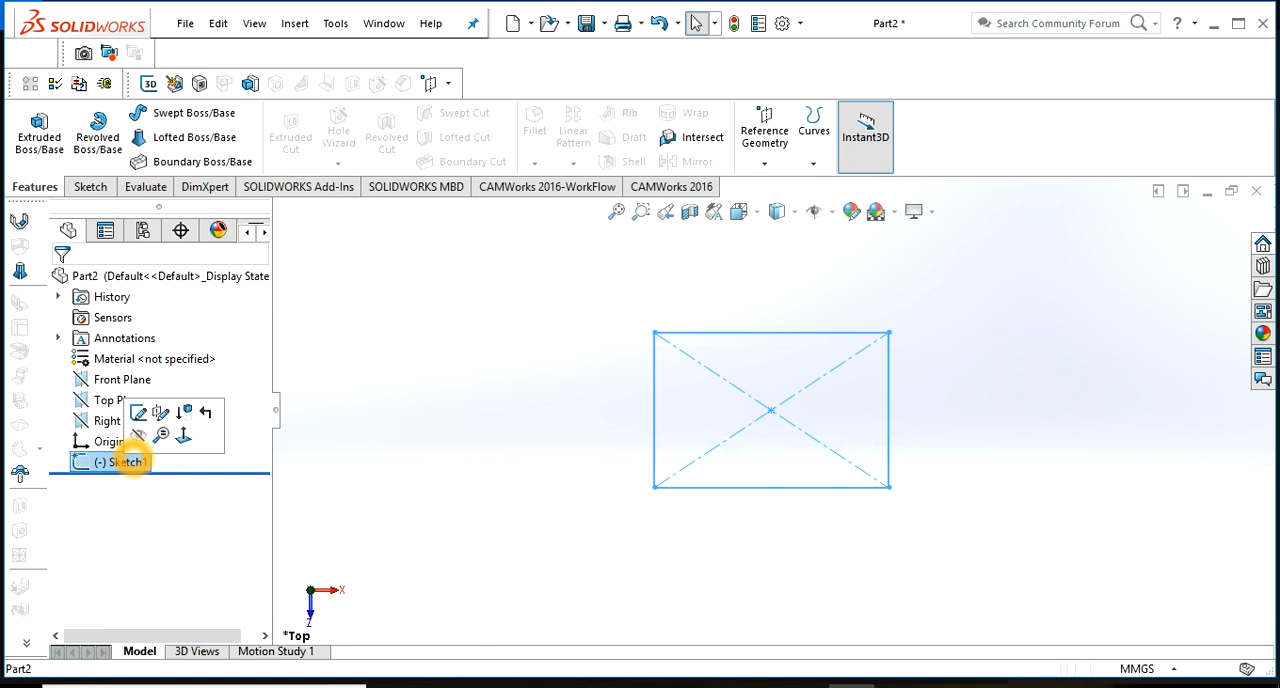 SOLIDWORKS File Edit View Insert Tools Window Help Part2 * Search Community Forum ?
3D
Extruded Boss/Base
Revolved Boss/Base
Swept Boss/Base
Lofted Boss/Base
Boundary Boss/Base
Extruded Cut
Hole Wizard
Revolved Cut
Swept Cut
Lofted Cut
Boundary Cut
Fillet
Linear Pattern
Rib
Draft
Shell
Wrap
Intersect
Mirror
Reference Geometry
Curves
Instant3D
Features Sketch Evaluate DimXpert SOLIDWORKS Add-Ins SOLIDWORKS MBD CAMWorks 2016-WorkFlow CAMWorks 2016
Part2 (Default<<Default>_Display State
History
Sensors
A Annotations
Material <not specified>
Front Plane
Top P
Right
Origin
(-) Sketch1
X
Z
*Top
Model 3D Views Motion Study 1
Part2 MMGS